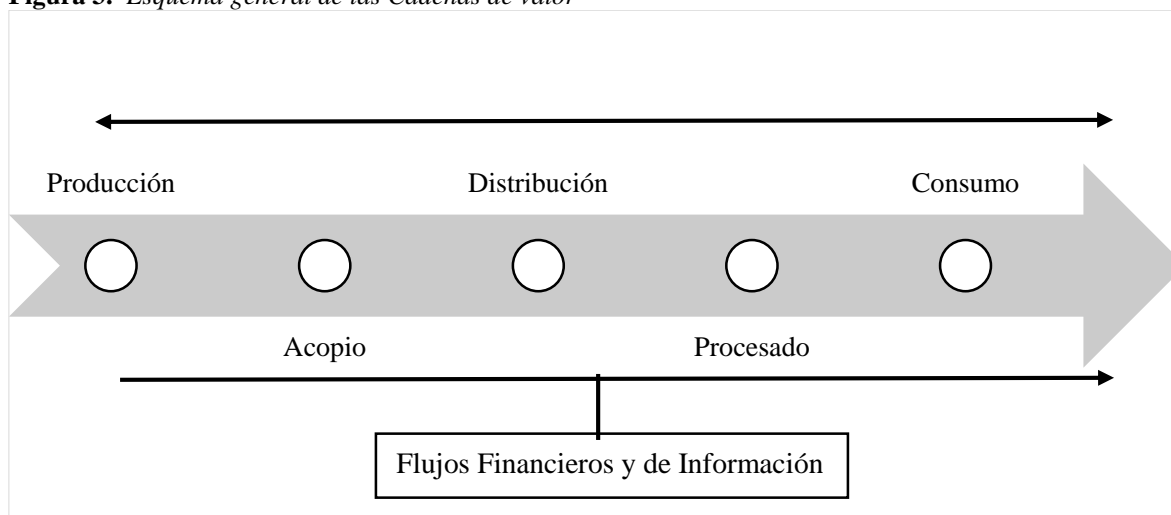 Figura 3. Esquema general de las Cadenas de valor
Producción
Distribución
Consumo
Acopio
Procesado
Flujos Financieros y de Información